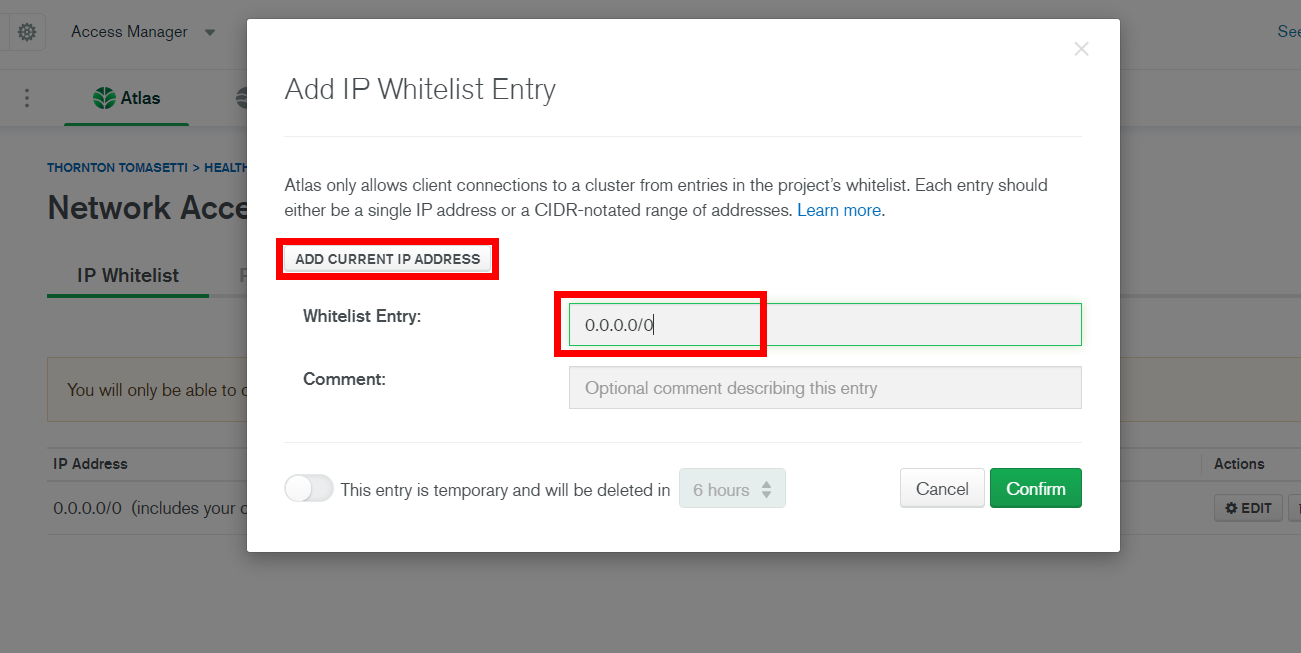 Access Manager
See
Add IP Whitelist Entry
Atlas
THORNTON TOMASETTI > HEALTH
Atlas only allows client connections to a cluster from entries in the project's whitelist. Each entry should
either be a single IP address or a CIDR-notated range of addresses. Learn more.
Network Acce
ADD CURRENT IP ADDRESS
IP Whitelist
Whitelist Entry:
0.0.0.0/0
Comment:
Optional comment describing this entry
You will only be able to
IP Address
Actions
This entry is temporary and will be deleted in
6 hours
Cancel
Confirm
0.0.0.0/0 (includes your
EDIT